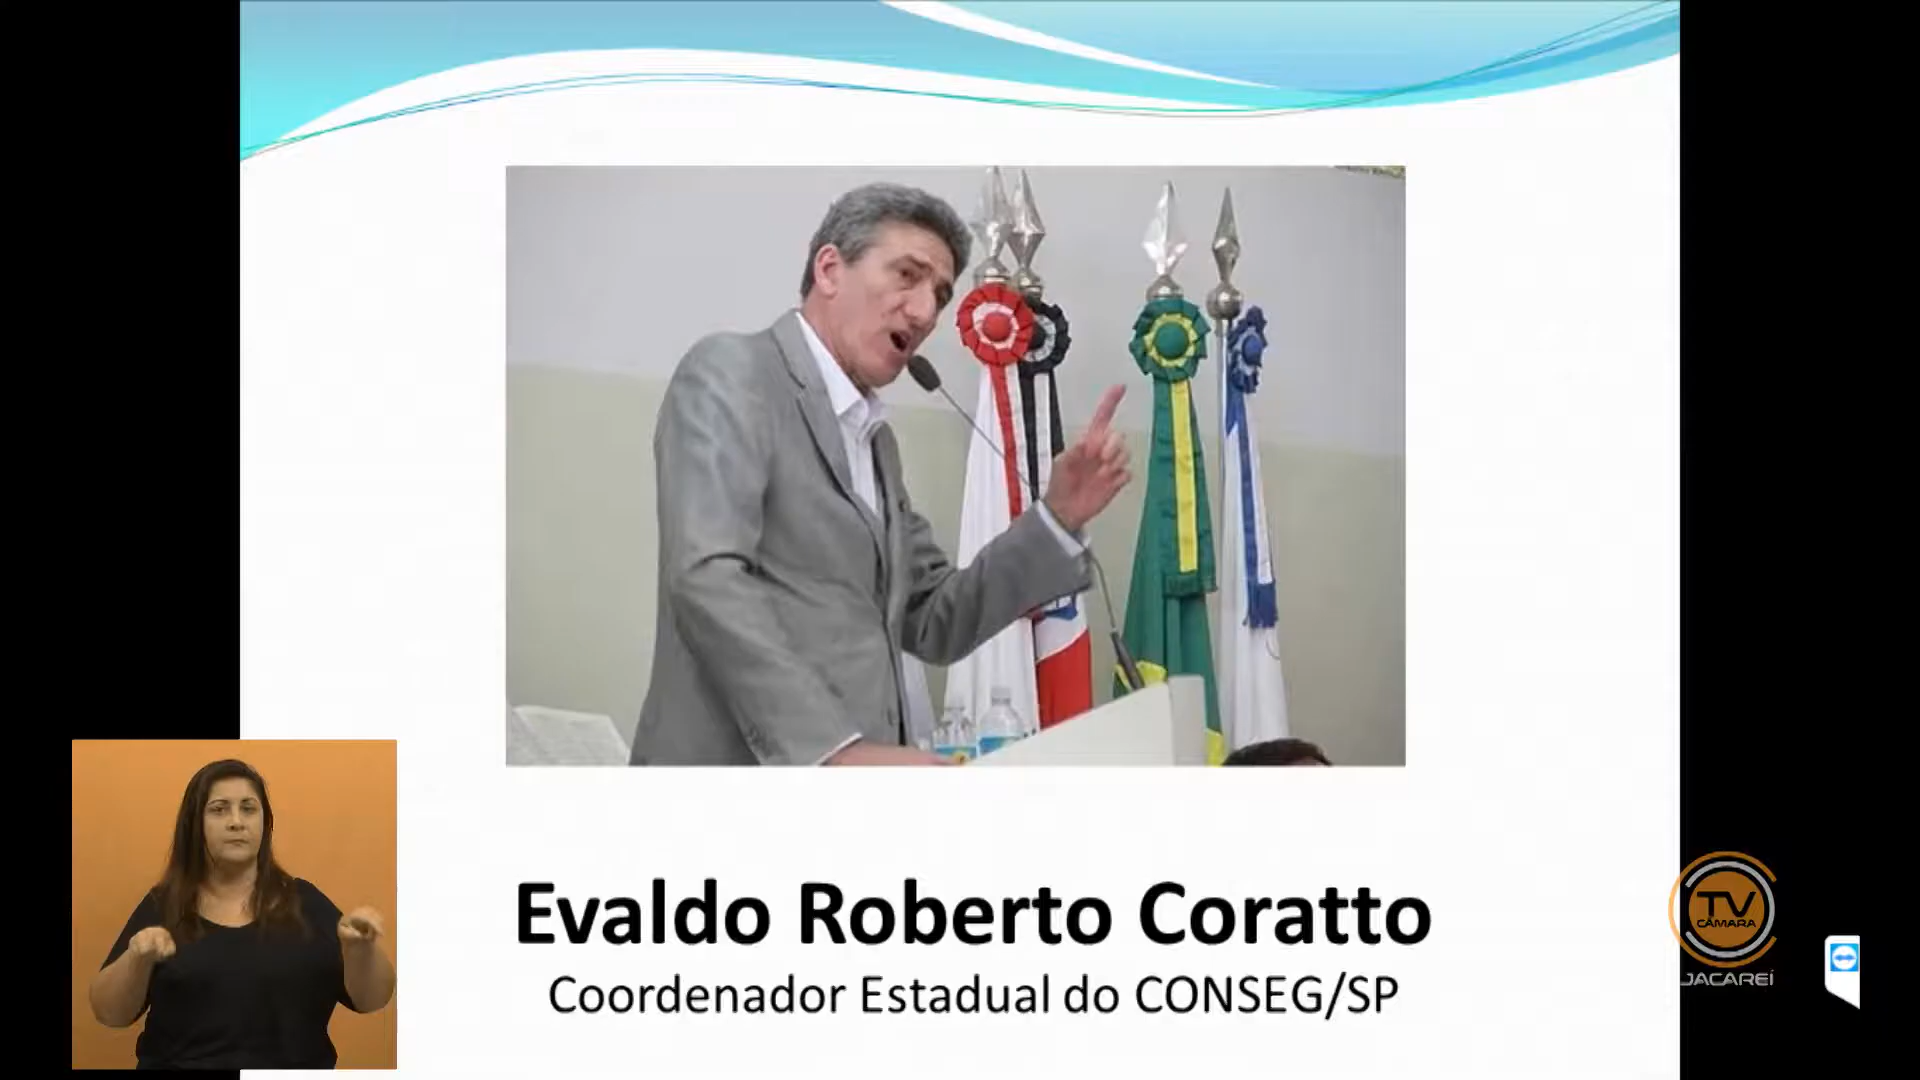 Evaldo Roberto Coratto
Coordenador Estadual do CONSEG/SP
TV
CÂMARA
JACAREÍ